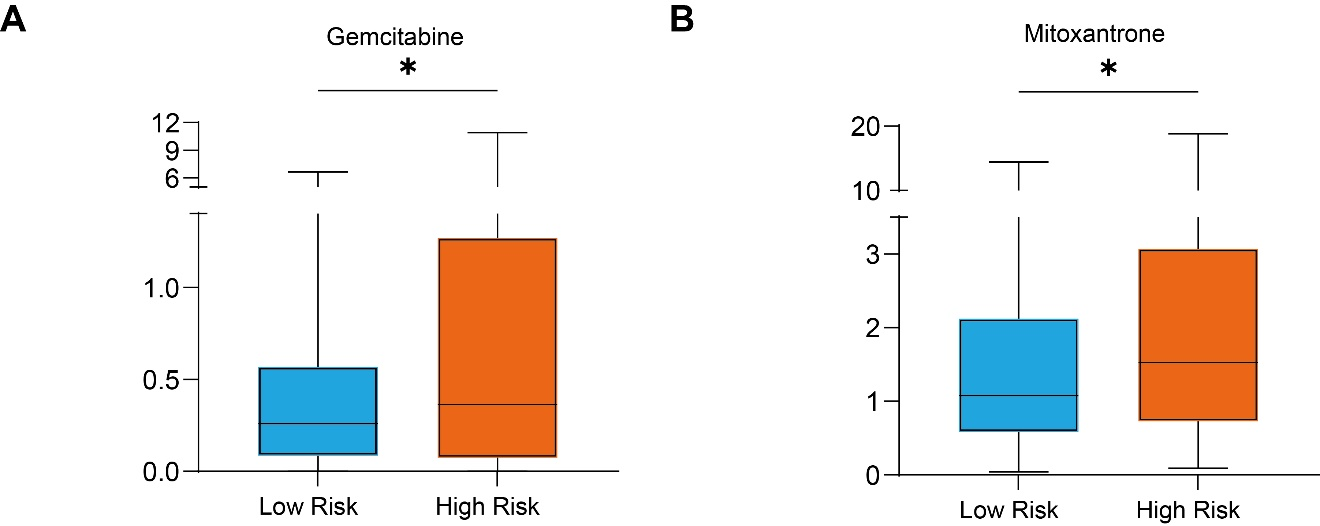 A
Gemcitabine
*
12
9
6
1.0
0.5
0.0
Low Risk
High Risk
B
Mitoxantrone
*
20
10
3
2
1
0
Low Risk
High Risk